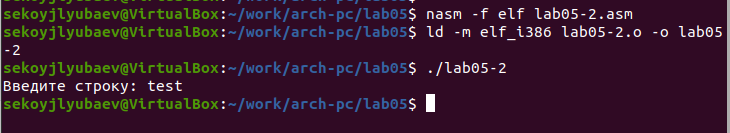 sekoyjlyubaev@VirtualBox:~/work/arch-pc/lab05$ nasm -f elf lab05-2.asm
sekoyjlyubaev@VirtualBox:~/work/arch-pc/lab05$ ld -m elf_i386 lab05-2.o -o lab05
-2
sekoyjlyubaev@VirtualBox:~/work/arch-pc/lab05$ ./lab05-2
Введите строку: test
sekoyjlyubaev@VirtualBox:~/work/arch-pc/lab05$